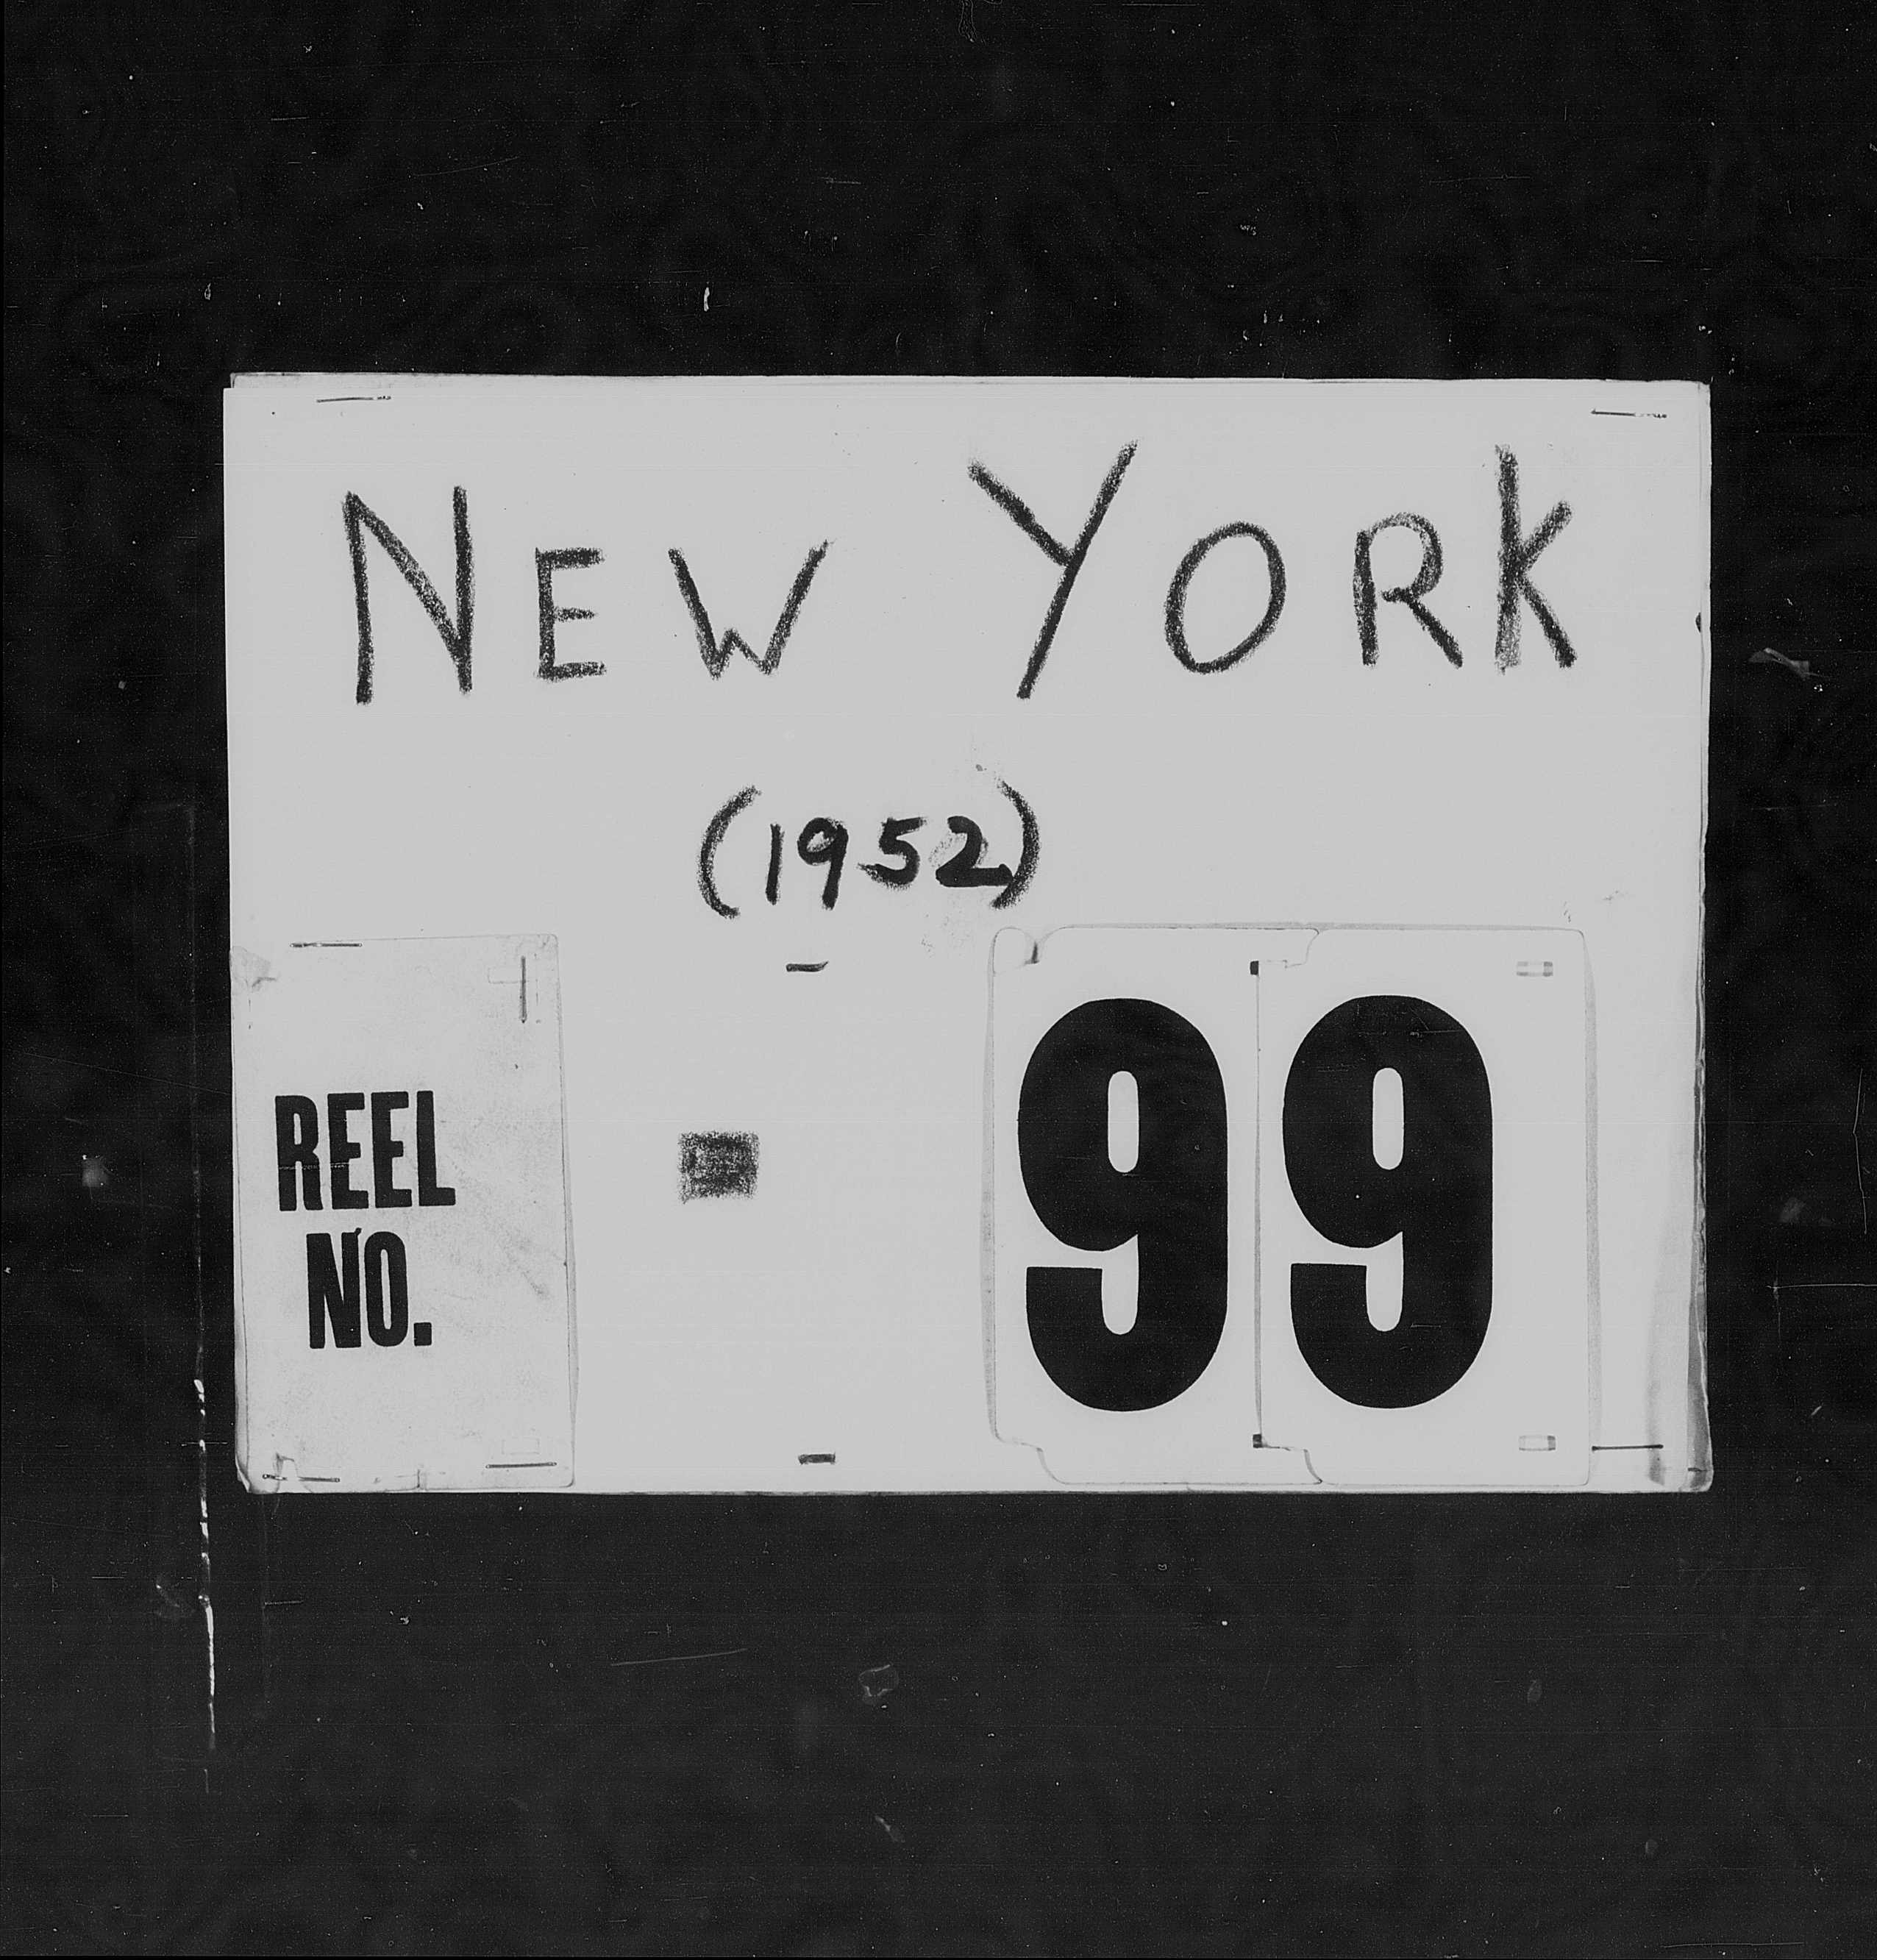 NEW YORK
(1952)
REEL
NO.
99